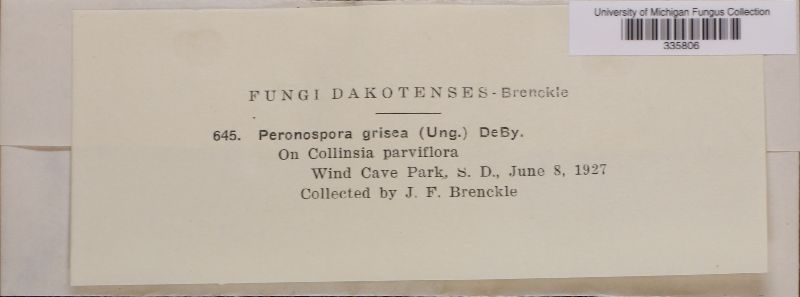 University of Michigan Fungus Collection
335806
FUNGI DAKOTENSES - Brenckle
645. Peronospora grisea (Ung.) DeBy.
On Collinsia parviflora
Wind Cave Park, S. D., June 8, 1927
Collected by J. F. Brenckle